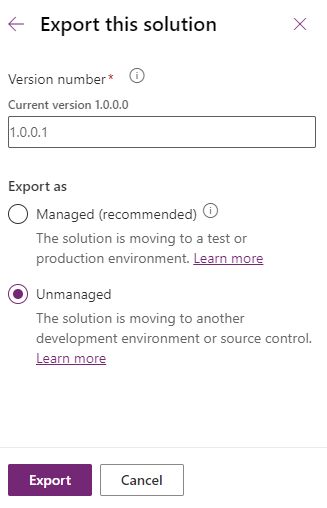 Export this solution
Version number*
Current version 1.0.0.0
1.0.0.1
Export as
Managed (recommended)
The solution is moving to a test or
production environment. Learn more
Unmanaged
The solution is moving to another
development environment or source control.
Learn more
Export
Cancel